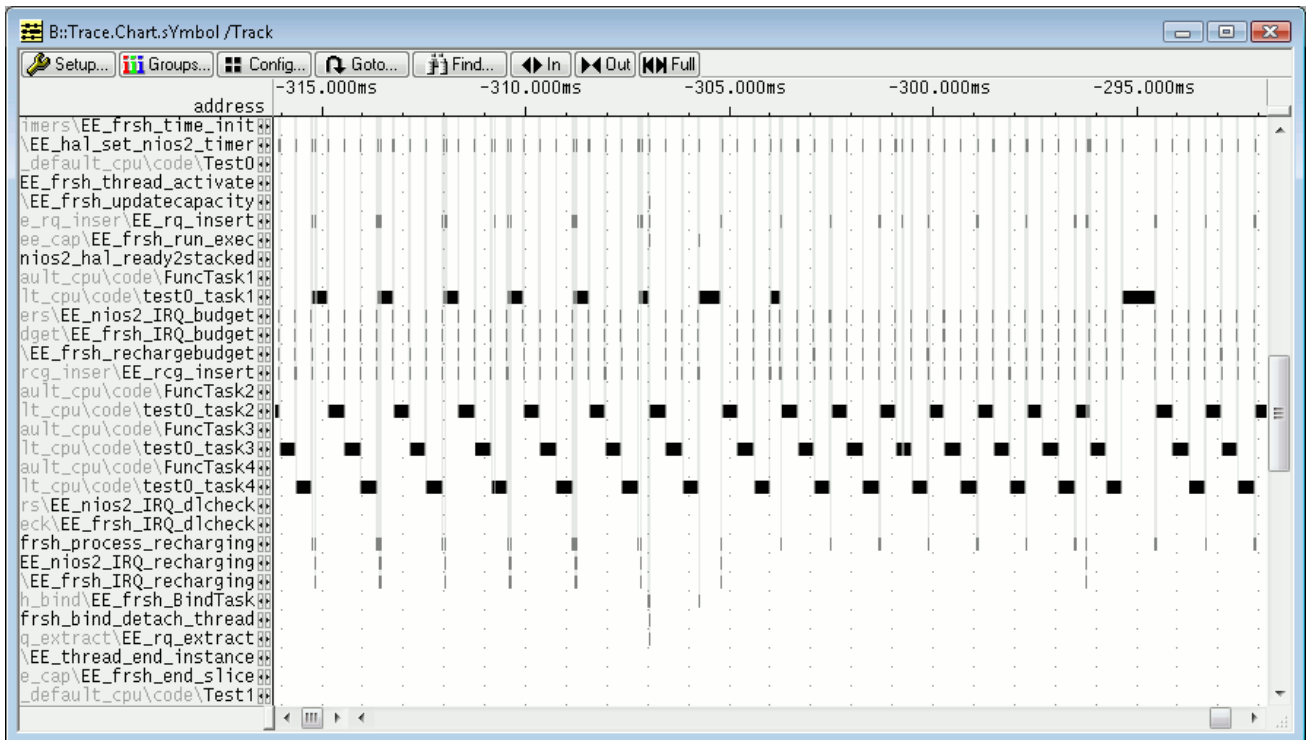 B::Trace.Chart.sYmbol /Track
Setup... Groups... Config... Goto... Find... In Out Full
-315.000ms -310.000ms -305.000ms -300.000ms -295.000ms
address
imers\EE_frsh_time_init
\EE_hal_set_nios2_timer
_default_cpu\code\Test0
EE_frsh_thread_activate
\EE_frsh_updatecapacity
e_rq_inser\EE_rq_insert
ee_cap\EE_frsh_run_exec
nios2_hal_ready2stacked
ault_cpu\code\FuncTask1
lt_cpu\code\test0_task1
ers\EE_nios2_IRQ_budget
dget\EE_frsh_IRQ_budget
\EE_frsh_rechargebudget
rcg_inser\EE_rcg_insert
ault_cpu\code\FuncTask2
lt_cpu\code\test0_task2
ault_cpu\code\FuncTask3
lt_cpu\code\test0_task3
ault_cpu\code\FuncTask4
lt_cpu\code\test0_task4
rs\EE_nios2_IRQ_dlcheck
eck\EE_frsh_IRQ_dlcheck
frsh_process_recharging
EE_nios2_IRQ_recharging
\EE_frsh_IRQ_recharging
h_bind\EE_frsh_BindTask
frsh_bind_detach_thread
q_extract\EE_rq_extract
\EE_thread_end_instance
e_cap\EE_frsh_end_slice
_default_cpu\code\Test1